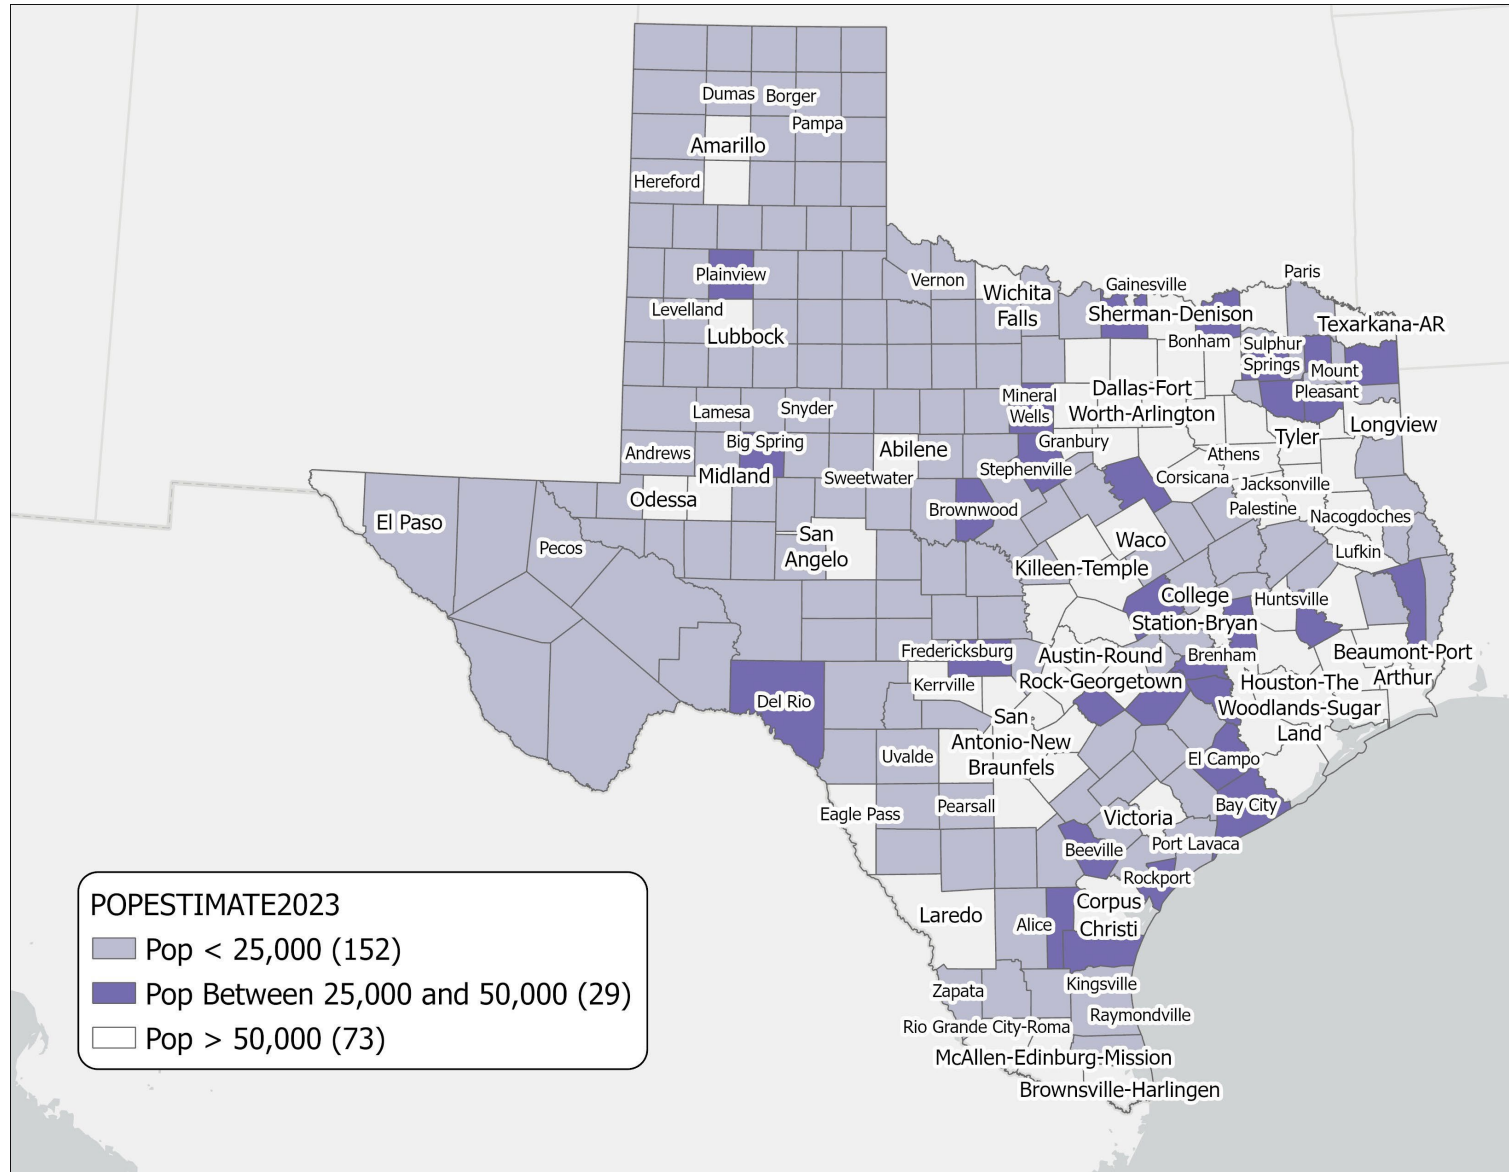 Dumas
Borger
Pampa
Amarillo
Hereford
Plainview
Vernon
Wichita
Falls
Gainesville
Paris
Sherman-Denison
Texarkana-AR
Levelland
Lubbock
Bonham
Sulphur
Springs
Mount
Pleasant
Mineral
Wells
Dallas-Fort
Worth-Arlington
Lamesa
Snyder
Longview
Tyler
Big Spring
Granbury
Andrews
Abilene
Athens
Midland
Stephenville
Sweetwater
Corsicana
Jacksonville
Odessa
Brownwood
Palestine
Nacogdoches
El Paso
Pecos
San
Angelo
Waco
Lufkin
Killeen-Temple
College
Station-Bryan
Huntsville
Fredericksburg
Austin-Round
Rock-Georgetown
Brenham
Beaumont-Port
Arthur
Kerrville
Houston-The
Woodlands-Sugar
Land
Del Rio
San
Antonio-New
Braunfels
Uvalde
El Campo
Eagle Pass
Pearsall
Victoria
Bay City
Beeville
Port Lavaca
Rockport
Corpus
Christi
Laredo
Alice
Zapata
Kingsville
Rio Grande City-Roma
Raymondville
McAllen-Edinburg-Mission
Brownsville-Harlingen
POPESTIMATE2023
Pop < 25,000 (152)
Pop Between 25,000 and 50,000 (29)
Pop > 50,000 (73)